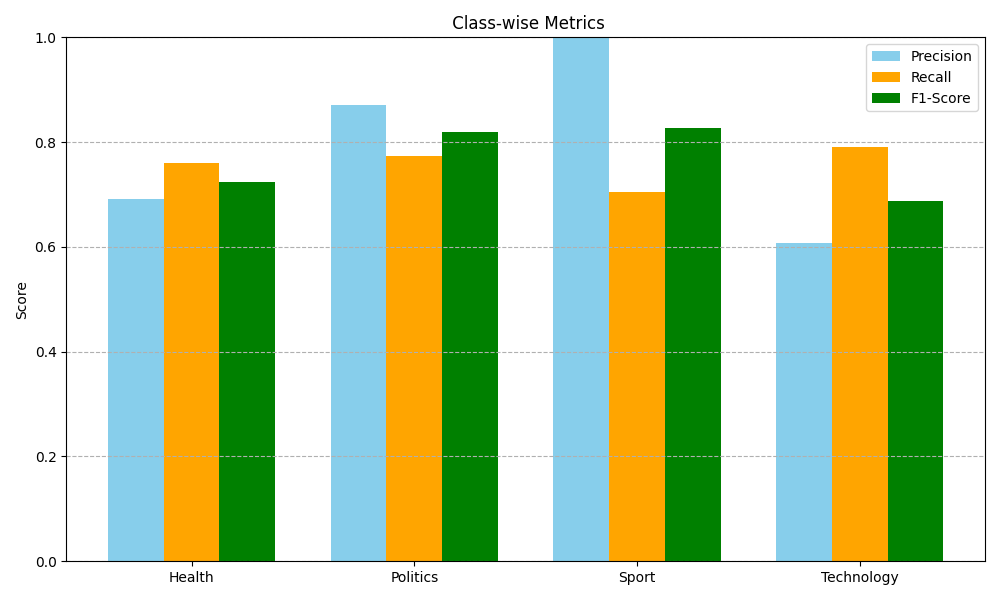 Class-wise Metrics
Precision
Recall
F1-Score
1.0
0.8
0.6
0.4
0.2
0.0
Score
Health Politics Sport Technology